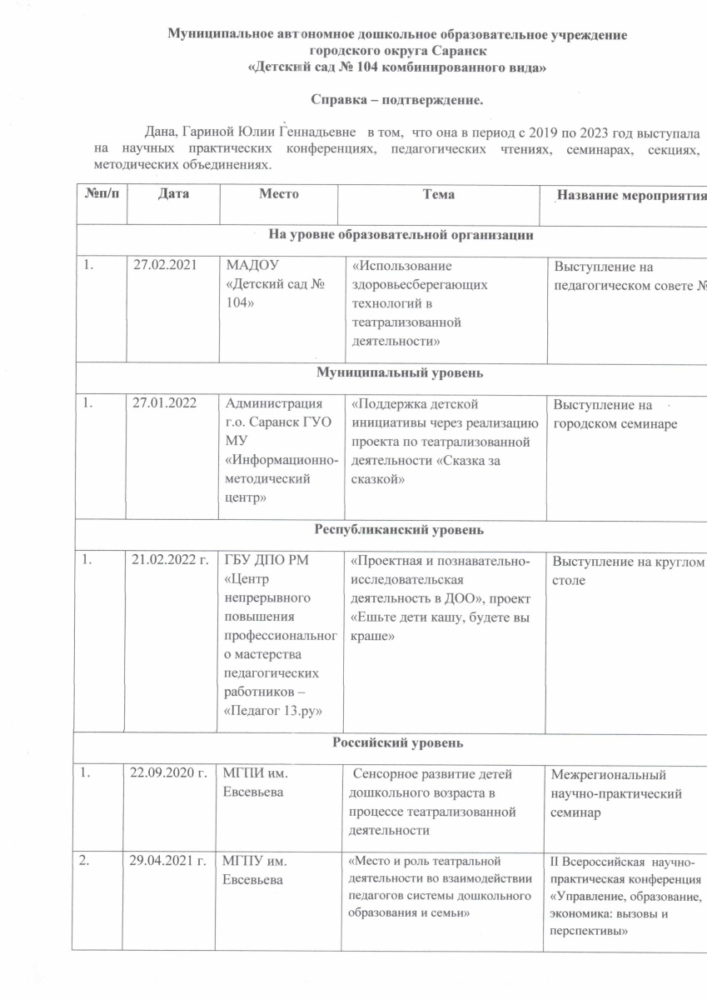 Муниципальное автономное дошкольное образовательное учреждение
городского округа Саранск
«Детский сад № 104 комбинированного вида»
Справка – подтверждение.
Дана, Гариной Юлии Геннадьевне в том, что она в период с 2019 по 2023 год выступала
на научных практических конференциях, педагогических чтениях, семинарах, секциях,
методических объединениях.
№п/п Дата Место Тема Название мероприятия
На уровне образовательной организации
1. 27.02.2021 МАДОУ «Использование Выступление на
«Детский сад № здоровьесберегающих педагогическом совете №
104» технологий в
театрализованной
деятельности»
Муниципальный уровень
1. 27.01.2022 Администрация «Поддержка детской Выступление на
г.о. Саранск ГУО инициативы через реализацию городском семинаре
МУ проекта по театрализованной
«Информационно- деятельности «Сказка за
методический сказкой»
центр»
Республиканский уровень
1. 21.02.2022 г. ГБУ ДПО РМ «Проектная и познавательно- Выступление на круглом
«Центр исследовательская столе
непрерывного деятельность в ДОО», проект
повышения «Ешьте дети кашу, будете вы
профессиональног краше»
о мастерства
педагогических
работников –
«Педагог 13.ру»
Российский уровень
1. 22.09.2020 г. МГПИ им. Сенсорное развитие детей Межрегиональный
Евсевьева дошкольного возраста в научно-практический
процессе театрализованной семинар
деятельности
2. 29.04.2021 г. МГПУ им. «Место и роль театральной II Всероссийская научно-
Евсевьева деятельности во взаимодействии практическая конференция
педагогов системы дошкольного «Управление, образование,
образования и семьи» экономика: вызовы и
перспективы»